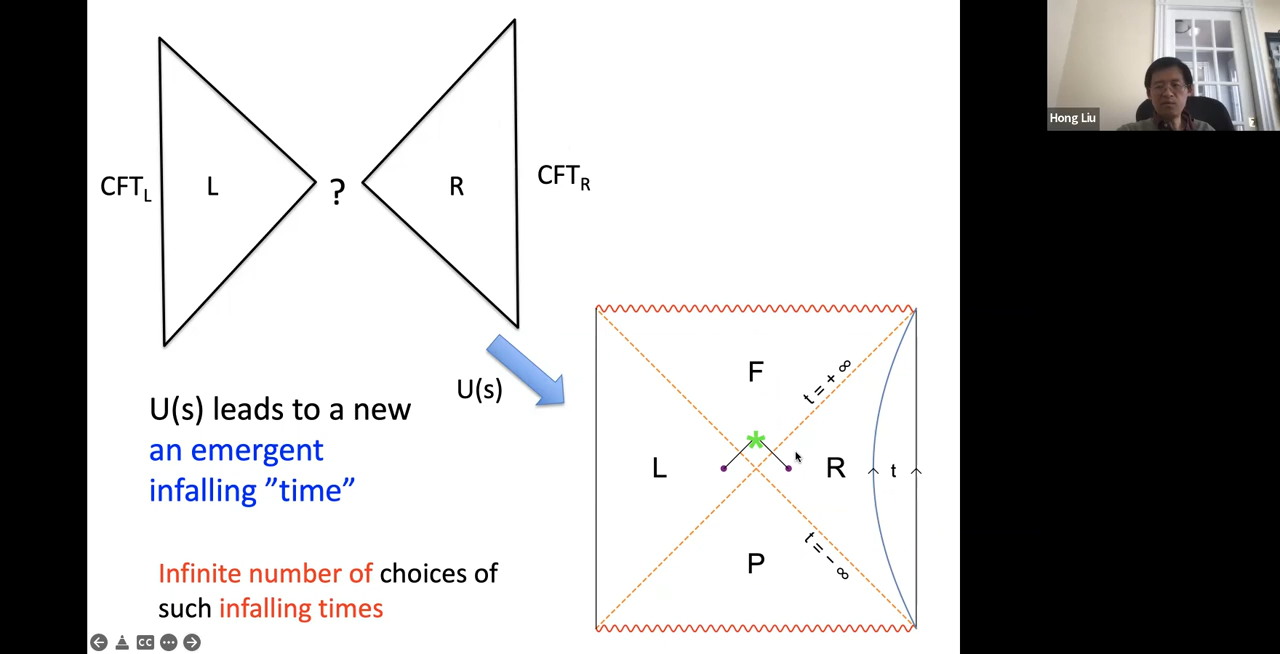 CFT_L
L
?
R
CFT_R
Hong Liu
U(s)
U(s) leads to a new
an emergent
infalling ”time”
Infinite number of choices of
such infalling times
F
t = + ∞
L
R
t
P
t = - ∞
CC